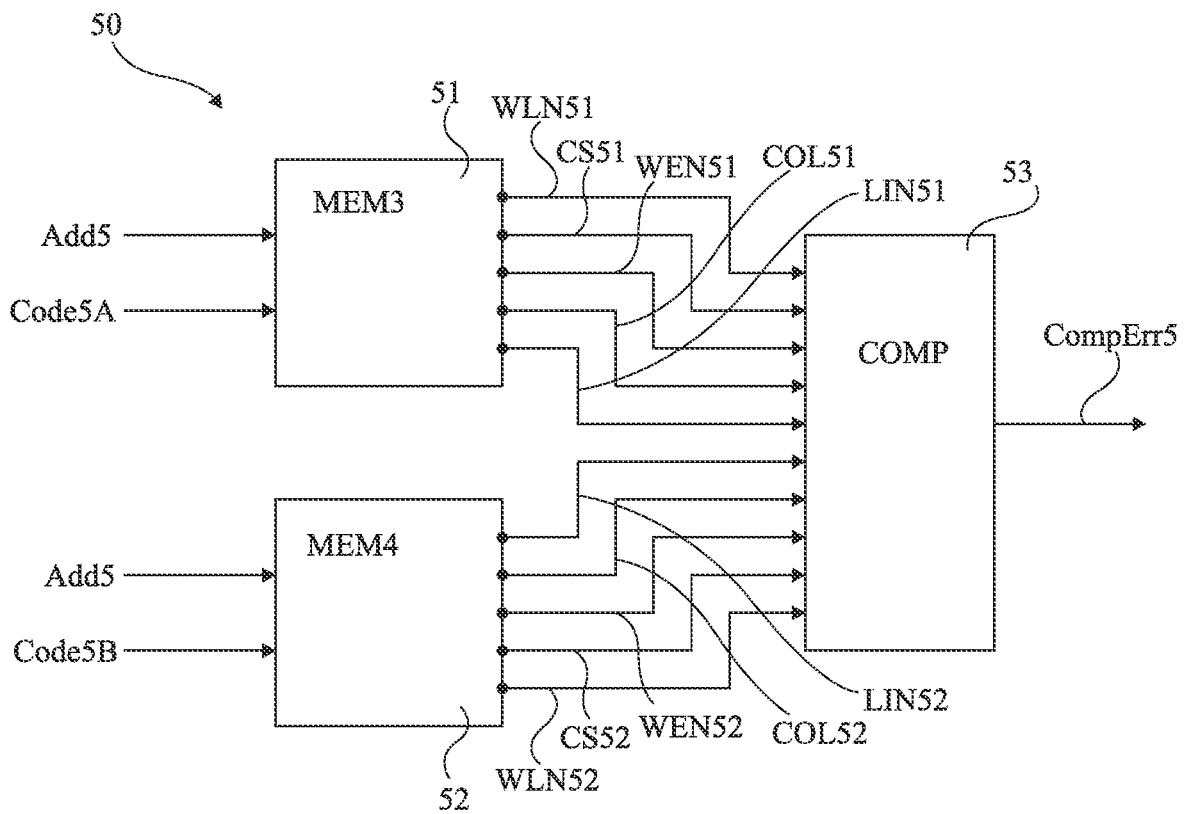 50
51
WLN51
CS51
WEN51
COL51
LIN51
53
MEM3
Add5
Code5A
COMP
CompErr5
MEM4
Add5
Code5B
LIN52
COL52
WEN52
CS52
WLN52
52